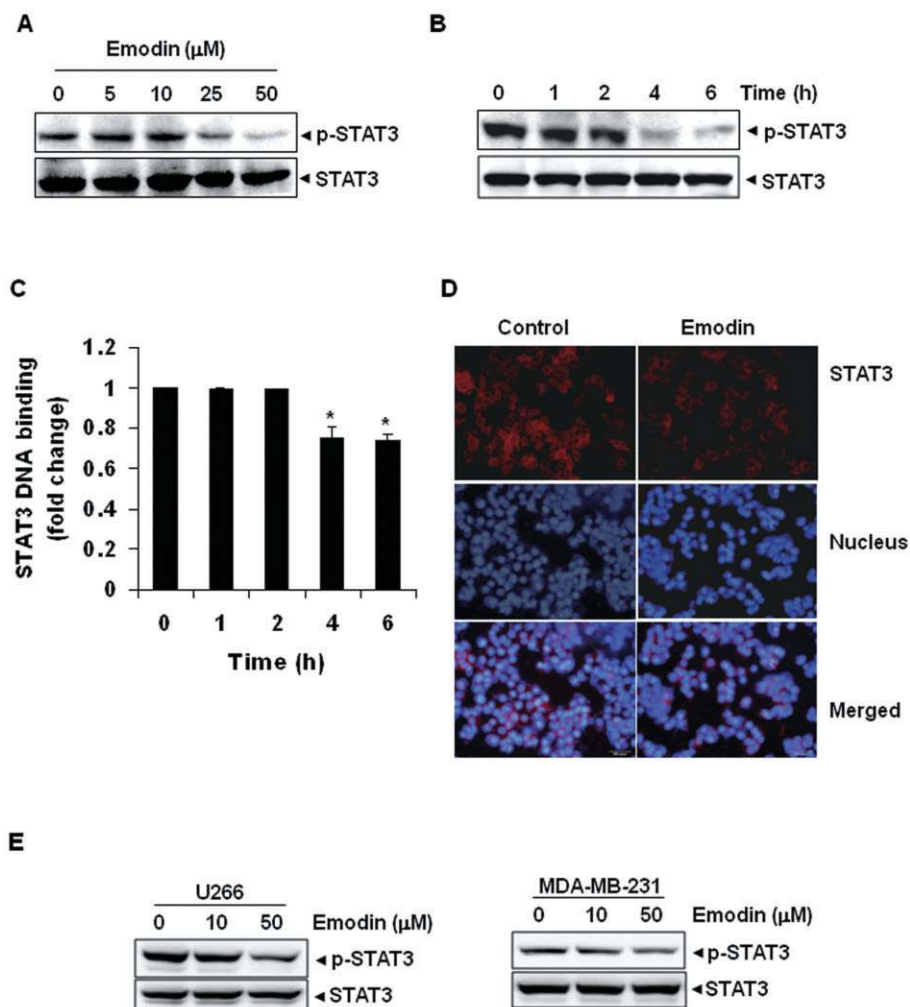 A
Emodin (μM)
0 5 10 25 50
p-STAT3
STAT3
B
0 1 2 4 6 Time (h)
p-STAT3
STAT3
C
STAT3 DNA binding
(fold change)
1.2
1
0.8
0.6
0.4
0.2
0
* *
0 1 2 4 6
Time (h)
D
Control Emodin
STAT3
Nucleus
Merged
E
U266
0 10 50 Emodin (μM)
p-STAT3
STAT3
MDA-MB-231
0 10 50 Emodin (μM)
p-STAT3
STAT3